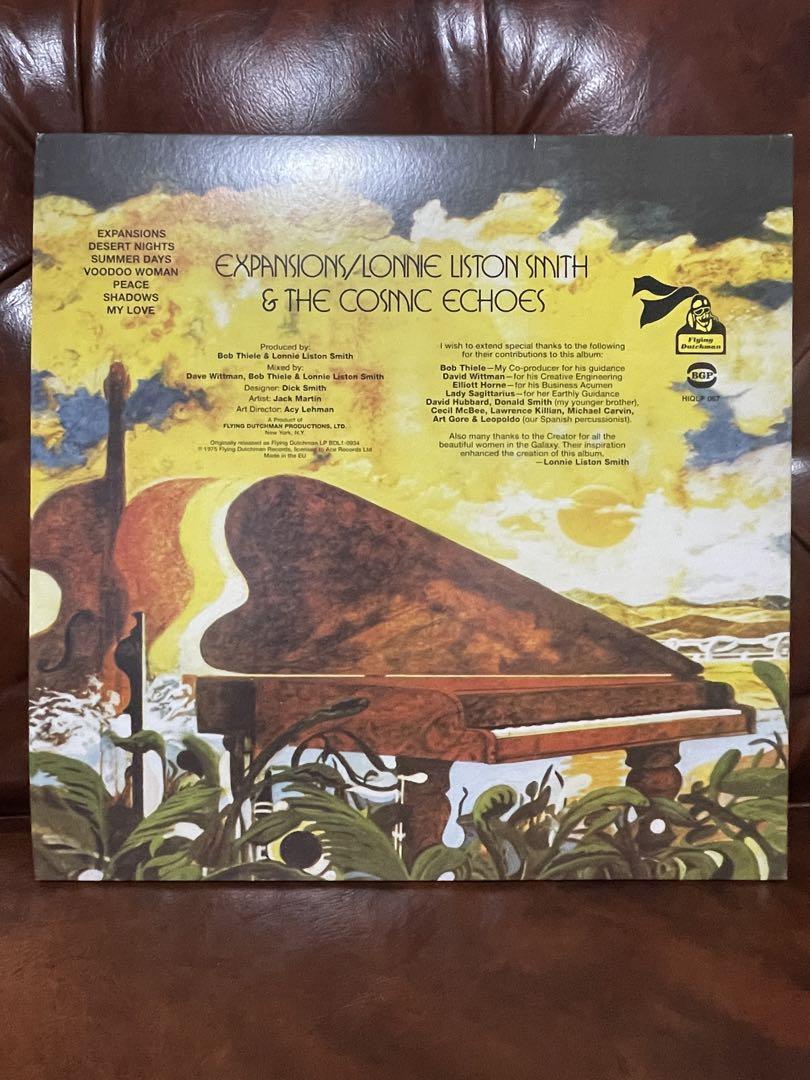 EXPANSIONS
DESERT NIGHTS
SUMMER DAYS
VOODOO WOMAN
PEACE
SHADOWS
MY LOVE
EXPANSIONS/LONNIE LISTON SMITH
& THE COSMIC ECHOES
Produced by:
Bob Thiele & Lonnie Liston Smith
Mixed by:
Dave Wittman, Bob Thiele & Lonnie Liston Smith
Designer: Dick Smith
Artist: Jack Martin
Art Director: Acy Lehman
A Product of
FLYING DUTCHMAN PRODUCTIONS, LTD.
New York, N.Y.
Originally released as Flying Dutchman LP BDL1-0934
℗ 1975 Flying Dutchman Records, licensed to Ace Records Ltd
Made in the EU
I wish to extend special thanks to the following
for their contributions to this album:
Bob Thiele—My Co-producer for his guidance
David Wittman—for his Creative Engineering
Elliott Horne—for his Business Acumen
Lady Sagittarius—for her Earthly Guidance
David Hubbard, Donald Smith (my younger brother),
Cecil McBee, Lawrence Killian, Michael Carvin,
Art Gore & Leopoldo (our Spanish percussionist).
Also many thanks to the Creator for all the
beautiful women in the Galaxy. Their inspiration
enhanced the creation of this album.
—Lonnie Liston Smith
Flying
Dutchman
BGP
HIQLP 067